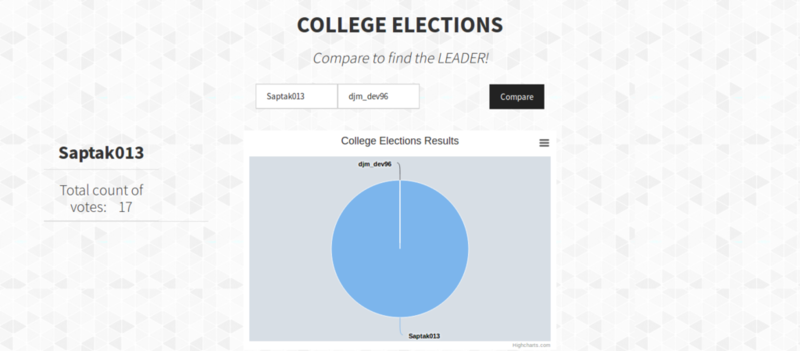 COLLEGE ELECTIONS
Compare to find the LEADER!
Saptak013
djm_dev96
Compare
Saptak013
Total count of
votes: 17
College Elections Results
djm_dev96
Saptak013
Highcharts.com